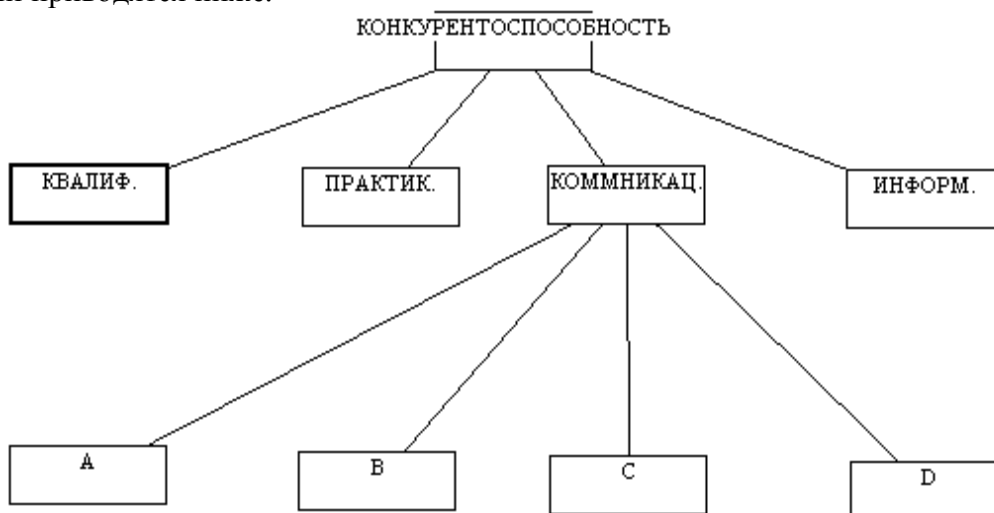 приводится ниже.
КОНКУРЕНТОСПОСОБНОСТЬ
КВАЛИФ.
ПРАКТИК.
КОММНИКАЦ.
ИНФОРМ.
A
B
C
D